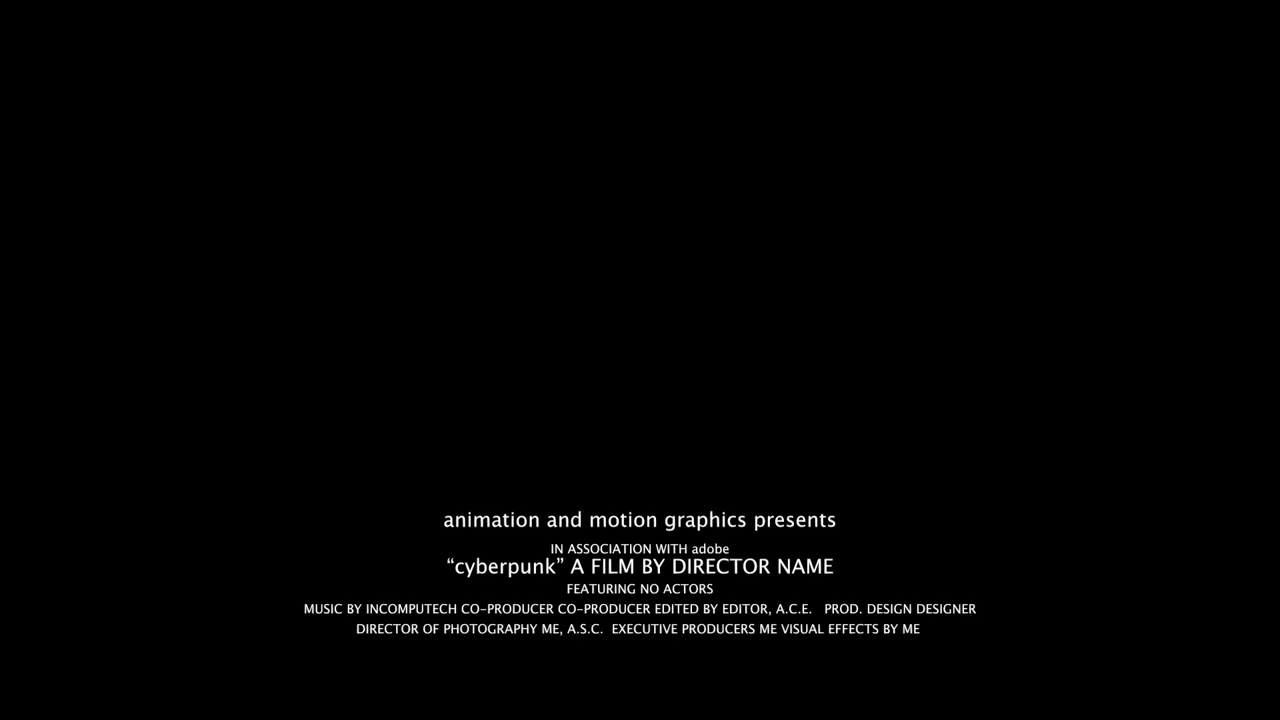 animation and motion graphics presents
IN ASSOCIATION WITH adobe
“cyberpunk” A FILM BY DIRECTOR NAME
FEATURING NO ACTORS
MUSIC BY INCOMPUTECH CO-PRODUCER CO-PRODUCER EDITED BY EDITOR, A.C.E. PROD. DESIGN DESIGNER
DIRECTOR OF PHOTOGRAPHY ME, A.S.C. EXECUTIVE PRODUCERS ME VISUAL EFFECTS BY ME